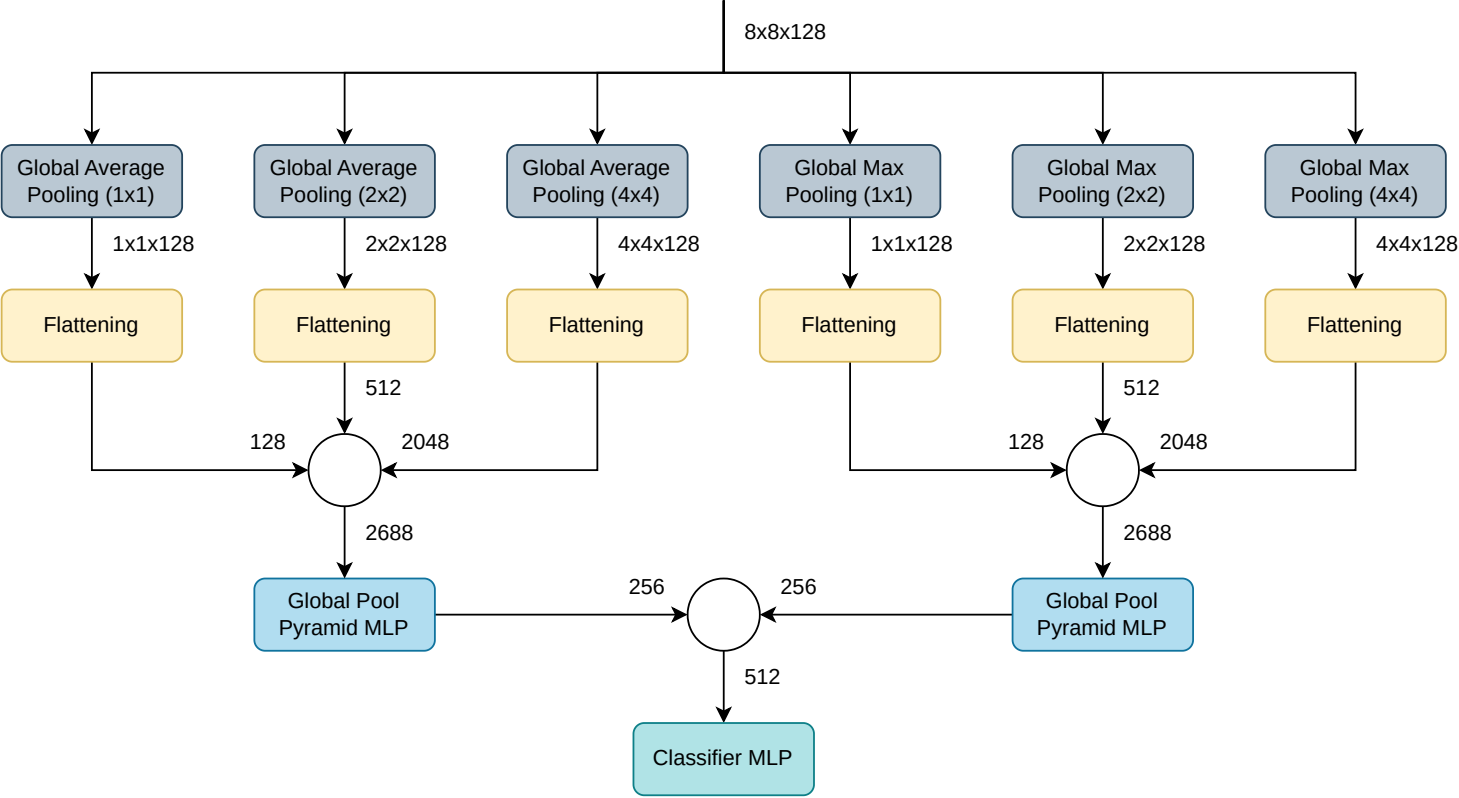 8x8x128
Global Average
Pooling (1x1)
Global Average
Pooling (2x2)
Global Average
Pooling (4x4)
Global Max
Pooling (1x1)
Global Max
Pooling (2x2)
Global Max
Pooling (4x4)
1x1x128
2x2x128
4x4x128
1x1x128
2x2x128
4x4x128
Flattening
Flattening
Flattening
Flattening
Flattening
Flattening
512
512
128
2048
128
2048
2688
2688
Global Pool
Pyramid MLP
256
256
Global Pool
Pyramid MLP
512
Classifier MLP